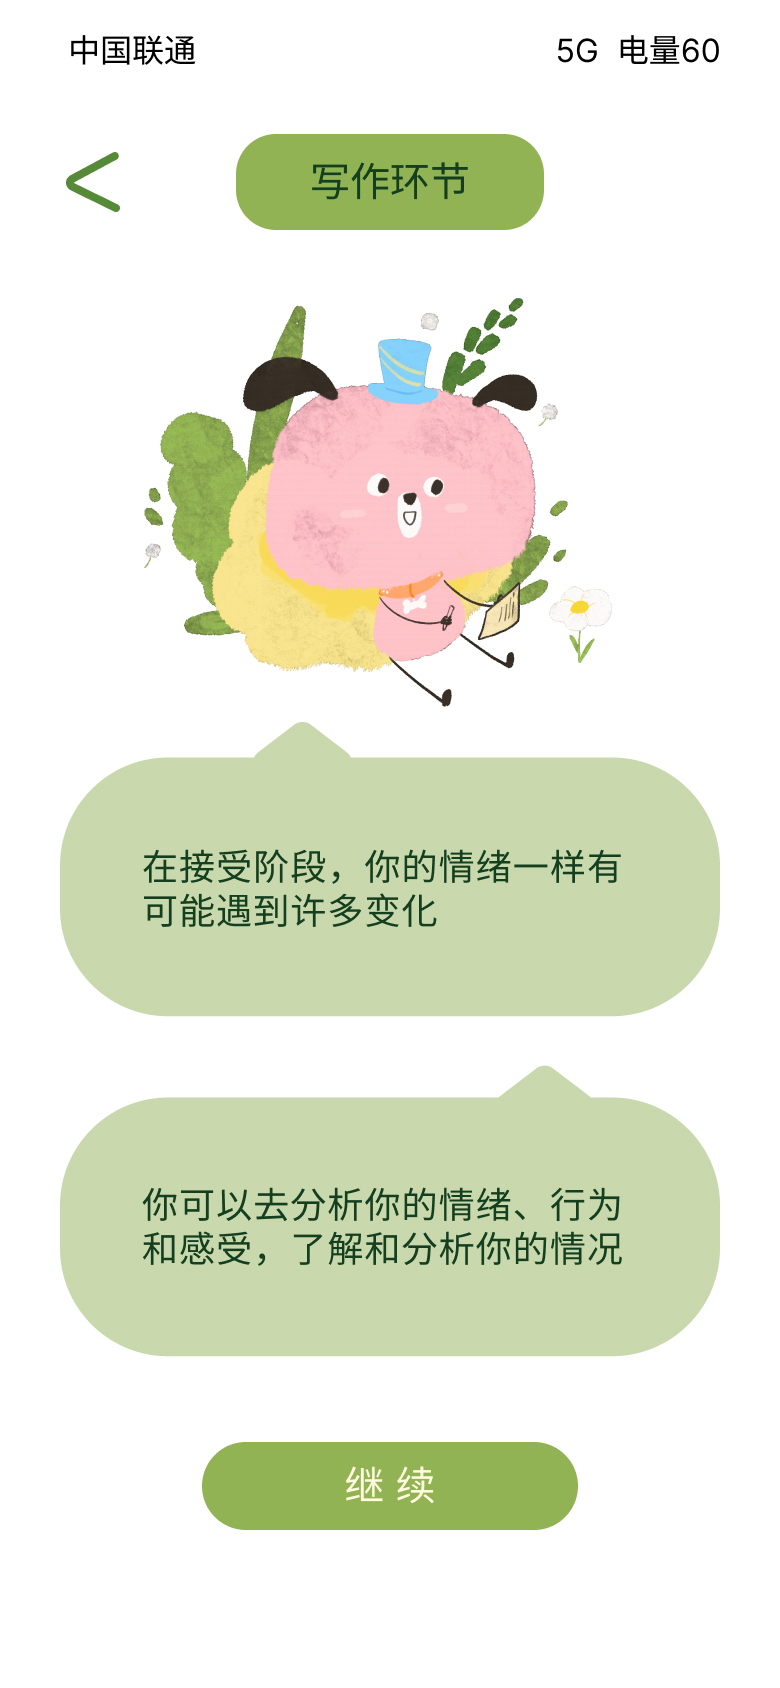 中国联通
5G 电量60
写作环节
在接受阶段，你的情绪一样有
可能遇到许多变化
你可以去分析你的情绪、行为
和感受，了解和分析你的情况
继 续